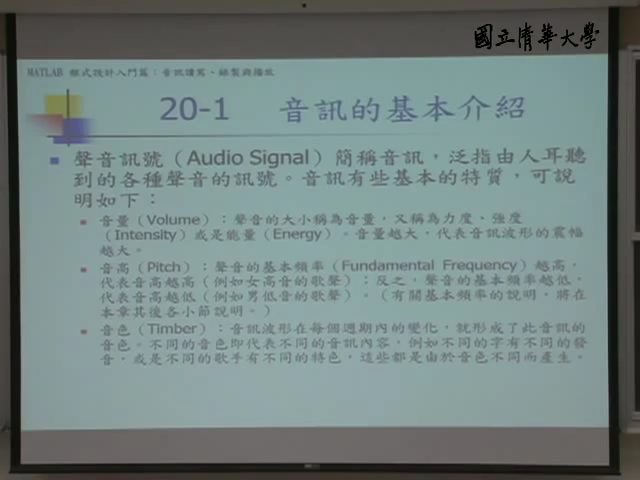 國立清華大學
MATLAB 程式設計入門篇：音訊讀寫、錄製與播放
20-1 音訊的基本介紹
聲音訊號（Audio Signal）簡稱音訊，泛指由人耳聽
到的各種聲音的訊號。音訊有些基本的特質，可說
明如下：
音量（Volume）：聲音的大小稱為音量，又稱為力度、強度
（Intensity）或是能量（Energy）。音量越大，代表音訊波形的震幅
越大。
音高（Pitch）：聲音的基本頻率（Fundamental Frequency）越高，
代表音高越高（例如女高音的歌聲）；反之，聲音的基本頻率越低，
代表音高越低（例如男低音的歌聲）。（有關基本頻率的說明，將在
本章其後各小節說明。）
音色（Timber）：音訊波形在每個週期內的變化，就形成了此音訊的
音色。不同的音色即代表不同的音訊內容，例如不同的字有不同的發
音，或是不同的歌手有不同的特色，這些都是由於音色不同而產生。